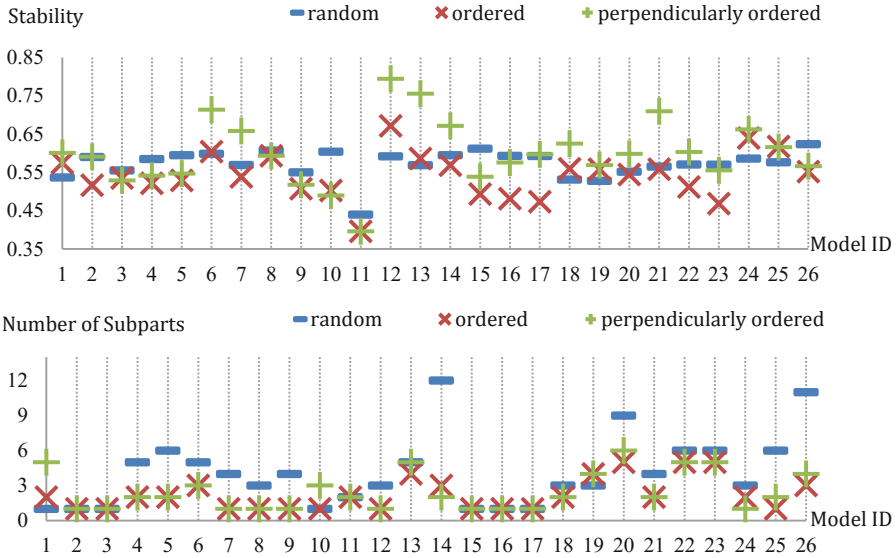 Stability random ordered perpendicularly ordered
0.85
0.75
0.65
0.55
0.45
0.35
Model ID
1 2 3 4 5 6 7 8 9 10 11 12 13 14 15 16 17 18 19 20 21 22 23 24 25 26
Number of Subparts random ordered perpendicularly ordered
12
9
6
3
0
Model ID
1 2 3 4 5 6 7 8 9 10 11 12 13 14 15 16 17 18 19 20 21 22 23 24 25 26